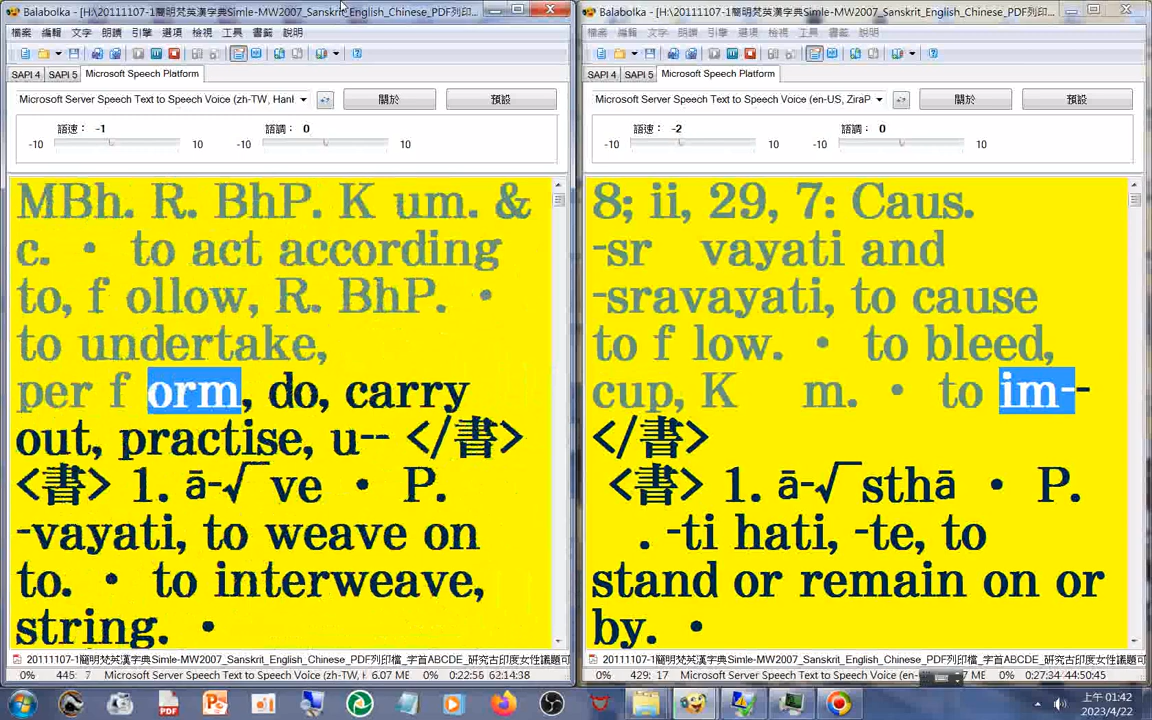 Balabolka - [H:\20111107-1簡明梵英漢字典Simle-MW2007_Sanskrit_English_Chinese_PDF列印...
檔案 編輯 文字 朗讀 引擎 選項 檢視 工具 書籤 說明
SAPI 4 SAPI 5 Microsoft Speech Platform
Microsoft Server Speech Text to Speech Voice (zh-TW, Hanl
關於 預設
語速： -1 語調： 0
-10 10 -10 10
MBh. R. BhP. K um. &
c. • to act according
to, f ollow, R. BhP. •
to undertake,
per f orm, do, carry
out, practise, u-- </書>
<書> 1. ā-√ ve • P.
-vayati, to weave on
to. • to interweave,
string. •
20111107-1簡明梵英漢字典Simle-MW2007_Sanskrit_English_Chinese_PDF列印檔_字首ABCDE_研究古印度女性議題可
0% 445: 7 Microsoft Server Speech Text to Speech Voice (zh-TW, H 6.07 MB 0% 0:22:56 62:14:38
Balabolka - [H:\20111107-1簡明梵英漢字典Simle-MW2007_Sanskrit_English_Chinese_PDF列印...
檔案 編輯 文字 朗讀 引擎 選項 檢視 工具 書籤 說明
SAPI 4 SAPI 5 Microsoft Speech Platform
Microsoft Server Speech Text to Speech Voice (en-US, ZiraP
關於 預設
語速： -2 語調： 0
-10 10 -10 10
8; ii, 29, 7: Caus.
-sr vayati and
-sravayati, to cause
to f low. • to bleed,
cup, K m. • to im--
</書>
<書> 1. ā-√ sthā • P.
. -ti hati, -te, to
stand or remain on or
by. •
20111107-1簡明梵英漢字典Simle-MW2007_Sanskrit_English_Chinese_PDF列印檔_字首ABCDE_研究古印度女性議題可
0% 429: 17 Microsoft Server Speech Text to Speech Voice 0% 0:27:34 44:50:45
上午 01:42
2023/4/22